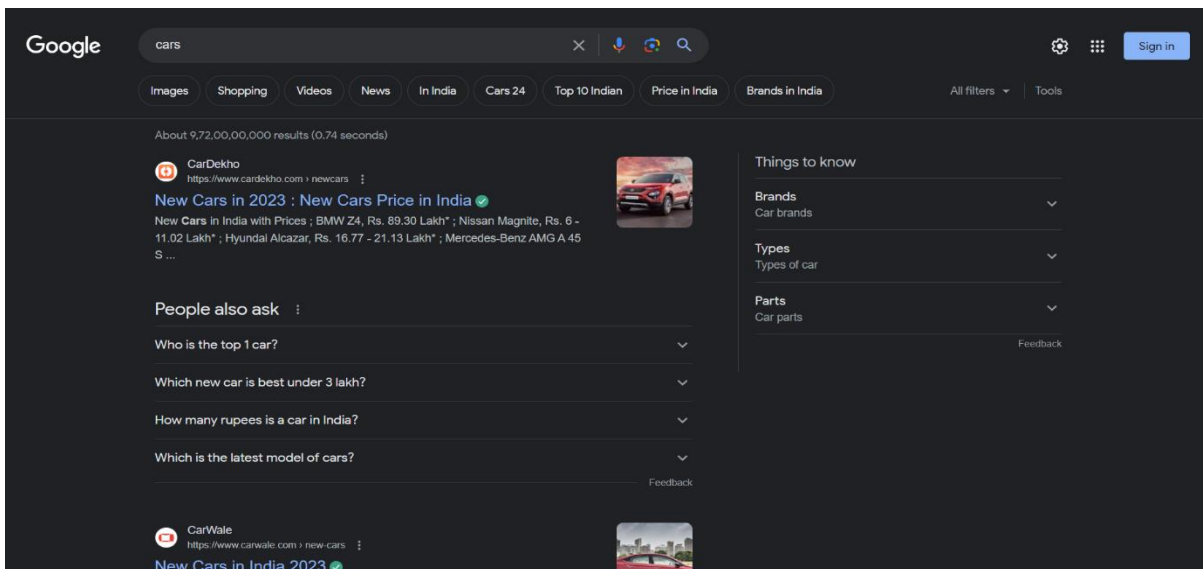 Google
cars
Sign in
Images Shopping Videos News In India Cars 24 Top 10 Indian Price in India Brands in India All filters Tools
About 9,72,00,00,000 results (0.74 seconds)
CarDekho
https://www.cardekho.com › newcars
New Cars in 2023 : New Cars Price in India
New Cars in India with Prices ; BMW Z4, Rs. 89.30 Lakh* ; Nissan Magnite, Rs. 6 -
11.02 Lakh* ; Hyundai Alcazar, Rs. 16.77 - 21.13 Lakh* ; Mercedes-Benz AMG A 45
S ...
People also ask
Who is the top 1 car?
Which new car is best under 3 lakh?
How many rupees is a car in India?
Which is the latest model of cars?
Feedback
CarWale
https://www.carwale.com › new-cars
New Cars in India 2023
Things to know
Brands
Car brands
Types
Types of car
Parts
Car parts
Feedback